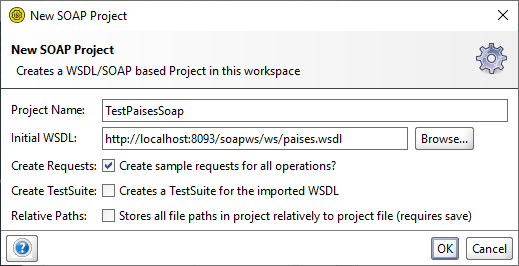 New SOAP Project
New SOAP Project
Creates a WSDL/SOAP based Project in this workspace
Project Name: TestPaisesSoap
Initial WSDL: http://localhost:8093/soapws/ws/paises.wsdl Browse...
Create Requests: Create sample requests for all operations?
Create TestSuite: Creates a TestSuite for the imported WSDL
Relative Paths: Stores all file paths in project relatively to project file (requires save)
? OK Cancel